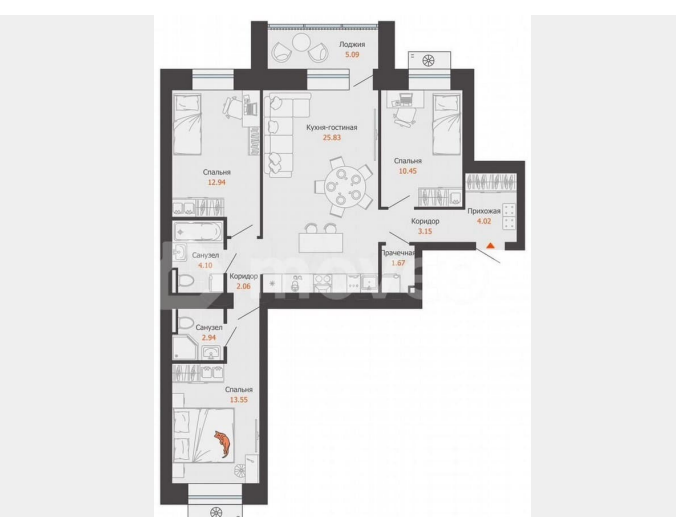 Лоджия
5.09
Кухня-гостиная
25.83
Спальня
12.94
Спальня
10.45
Прихожая
4.02
Коридор
3.15
Санузел
4.10
Прачечная
1.67
Коридор
2.06
Санузел
2.94
Спальня
13.55